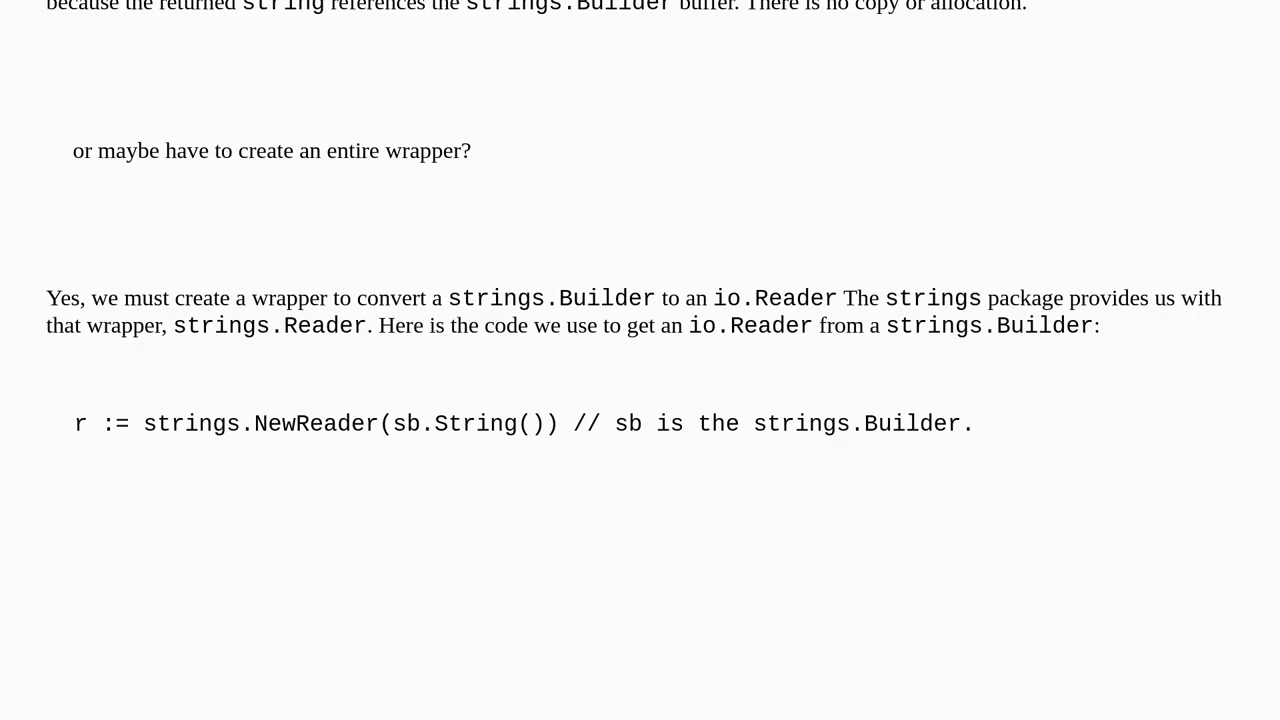 because the returned string references the strings.Builder buffer. There is no copy or allocation.
or maybe have to create an entire wrapper?
Yes, we must create a wrapper to convert a strings.Builder to an io.Reader The strings package provides us with
that wrapper, strings.Reader. Here is the code we use to get an io.Reader from a strings.Builder:
r := strings.NewReader(sb.String()) // sb is the strings.Builder.